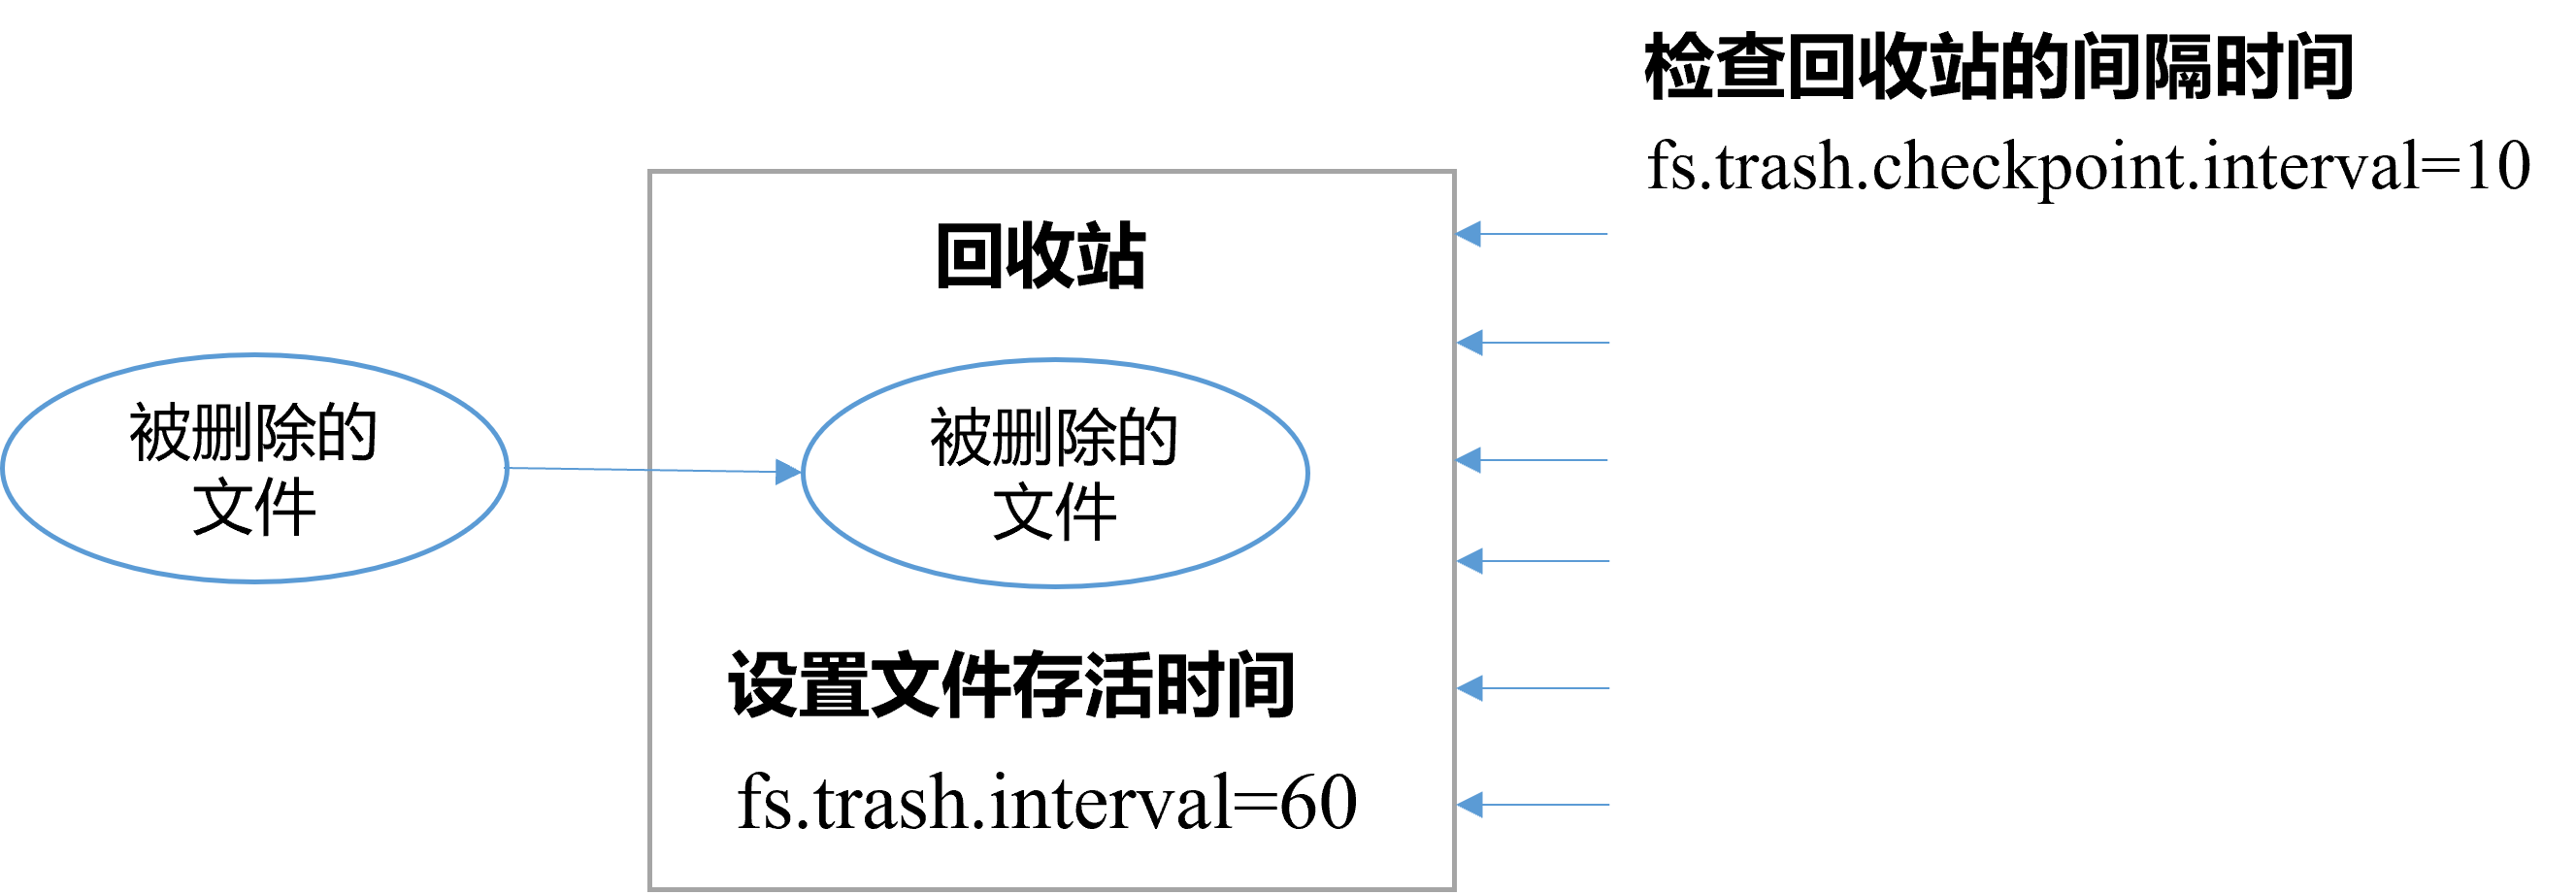 检查回收站的间隔时间
fs.trash.checkpoint.interval=10
回收站
被删除的
文件
被删除的
文件
设置文件存活时间
fs.trash.interval=60